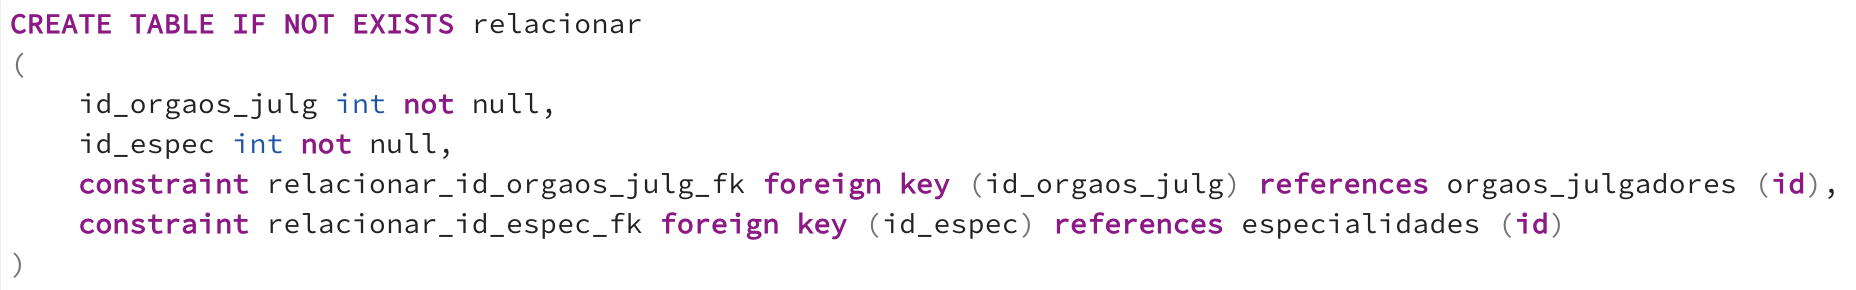 CREATE TABLE IF NOT EXISTS relacionar
(
    id_orgaos_julg int not null,
    id_espec int not null,
    constraint relacionar_id_orgaos_julg_fk foreign key (id_orgaos_julg) references orgaos_julgadores (id),
    constraint relacionar_id_espec_fk foreign key (id_espec) references especialidades (id)
)